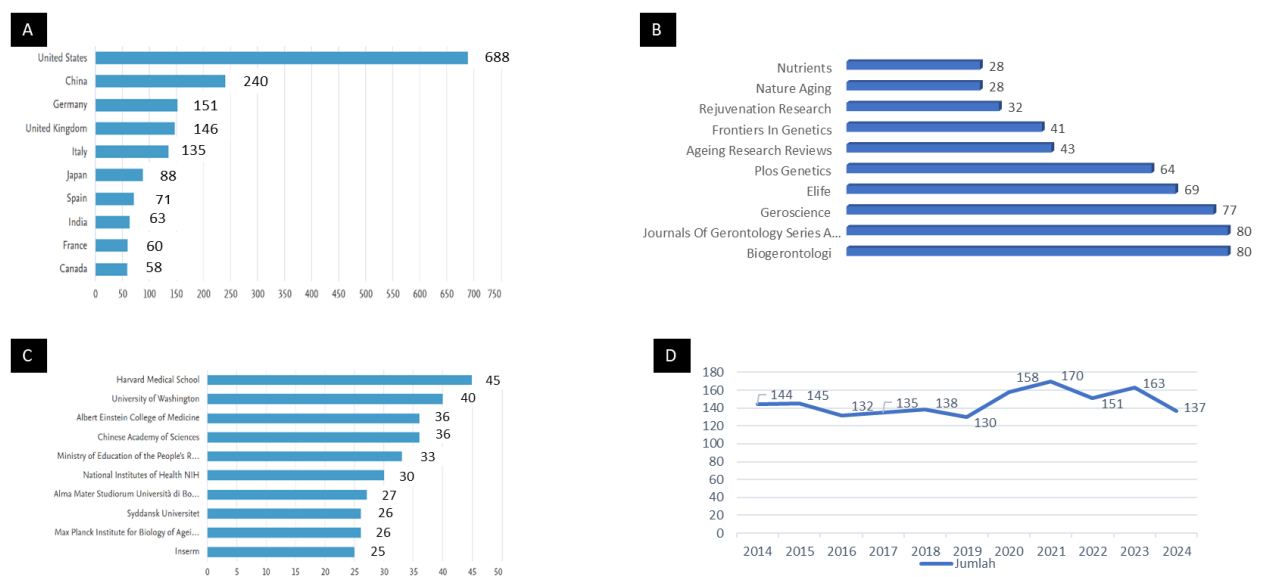 A
United States 688
China 240
Germany 151
United Kingdom 146
Italy 135
Japan 88
Spain 71
India 63
France 60
Canada 58
0 50 100 150 200 250 300 350 400 450 500 550 600 650 700 750
B
Nutrients 28
Nature Aging 28
Rejuvenation Research 32
Frontiers In Genetics 41
Ageing Research Reviews 43
Plos Genetics 64
Elife 69
Geroscience 77
Journals Of Gerontology Series A... 80
Biogerontologi 80
C
Harvard Medical School 45
University of Washington 40
Albert Einstein College of Medicine 36
Chinese Academy of Sciences 36
Ministry of Education of the People's R... 33
National Institutes of Health NIH 30
Alma Mater Studiorum Università di Bo... 27
Syddansk Universitet 26
Max Planck Institute for Biology of Agei... 26
Inserm 25
0 5 10 15 20 25 30 35 40 45 50
D
180
160
140
120
100
80
60
40
20
0
144 145 132 135 138 130 158 170 151 163 137
2014 2015 2016 2017 2018 2019 2020 2021 2022 2023 2024
Jumlah